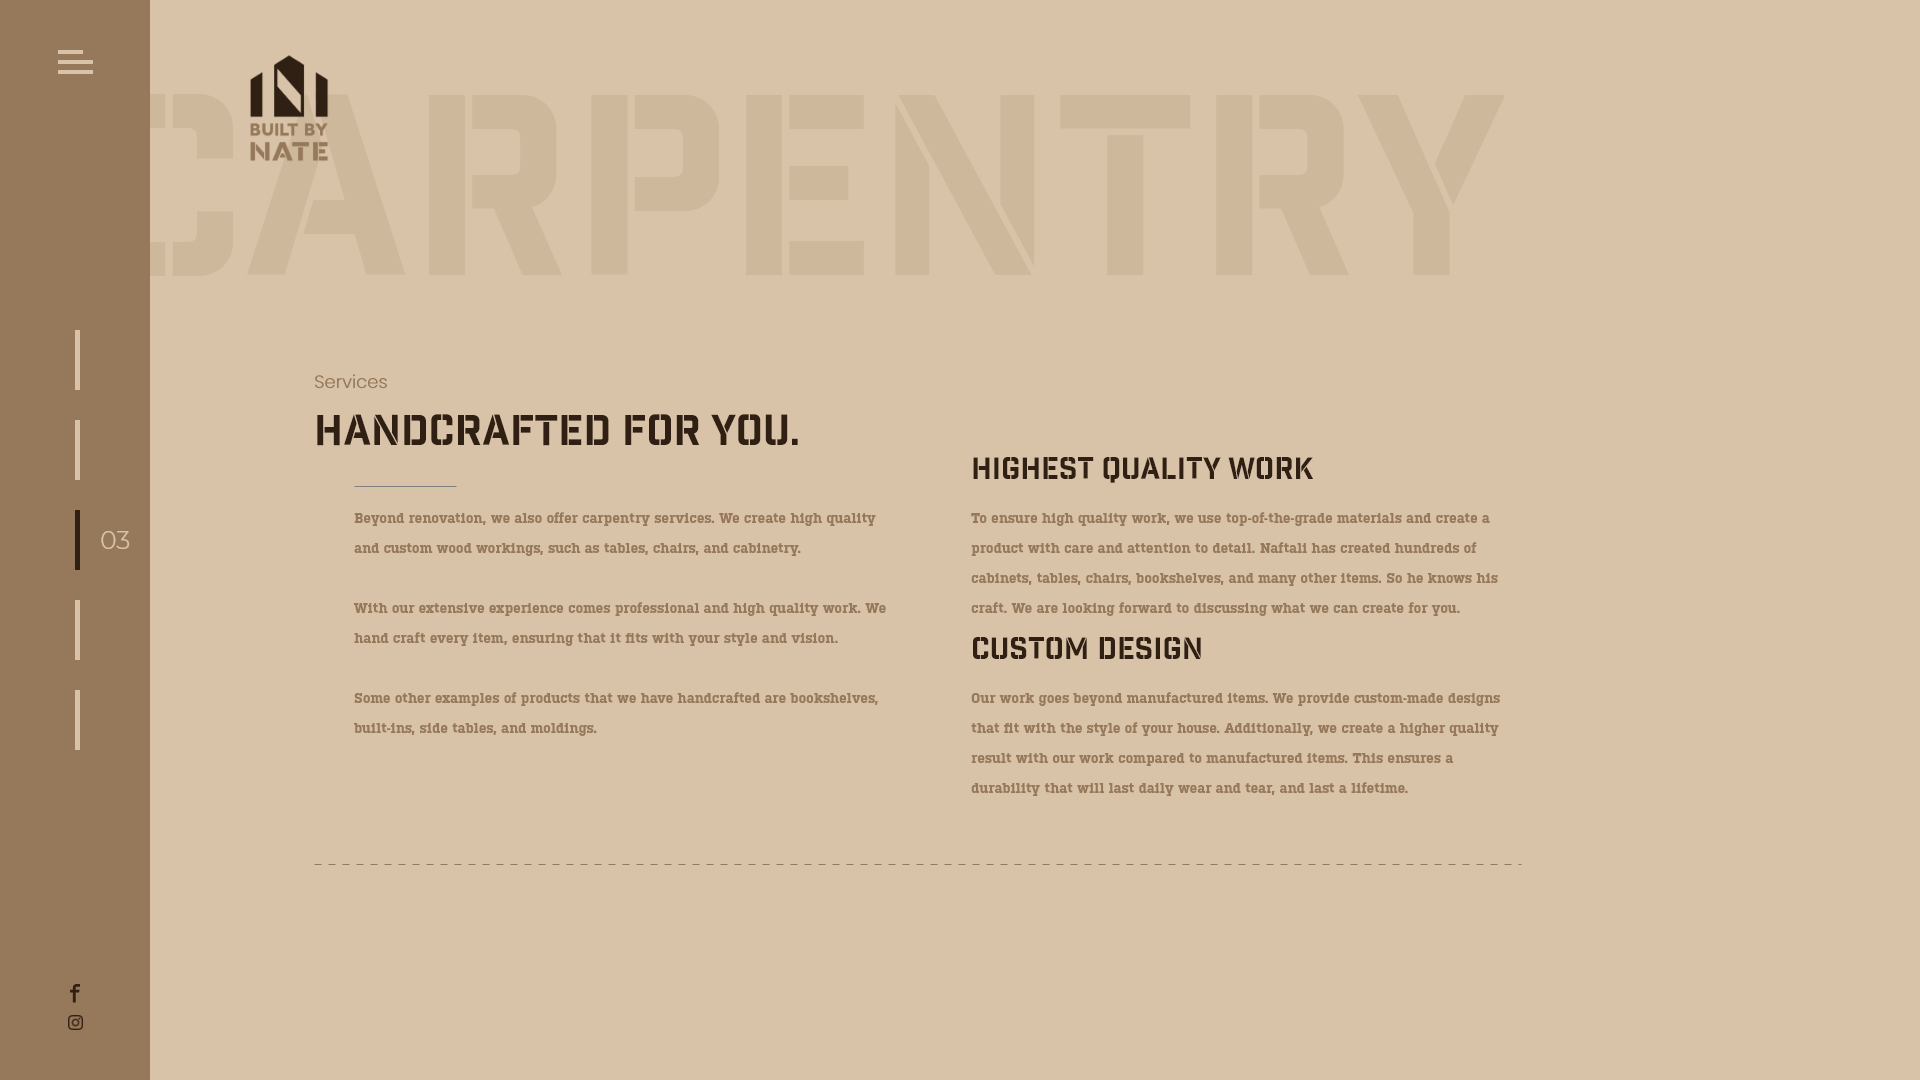 CARPENTRY
BUILT BY
NATE
03
Services
HANDCRAFTED FOR YOU.
Beyond renovation, we also offer carpentry services. We create high quality
and custom wood workings, such as tables, chairs, and cabinetry.
With our extensive experience comes professional and high quality work. We
hand craft every item, ensuring that it fits with your style and vision.
Some other examples of products that we have handcrafted are bookshelves,
built-ins, side tables, and moldings.
HIGHEST QUALITY WORK
To ensure high quality work, we use top-of-the-grade materials and create a
product with care and attention to detail. Naftali has created hundreds of
cabinets, tables, chairs, bookshelves, and many other items. So he knows his
craft. We are looking forward to discussing what we can create for you.
CUSTOM DESIGN
Our work goes beyond manufactured items. We provide custom-made designs
that fit with the style of your house. Additionally, we create a higher quality
result with our work compared to manufactured items. This ensures a
durability that will last daily wear and tear, and last a lifetime.